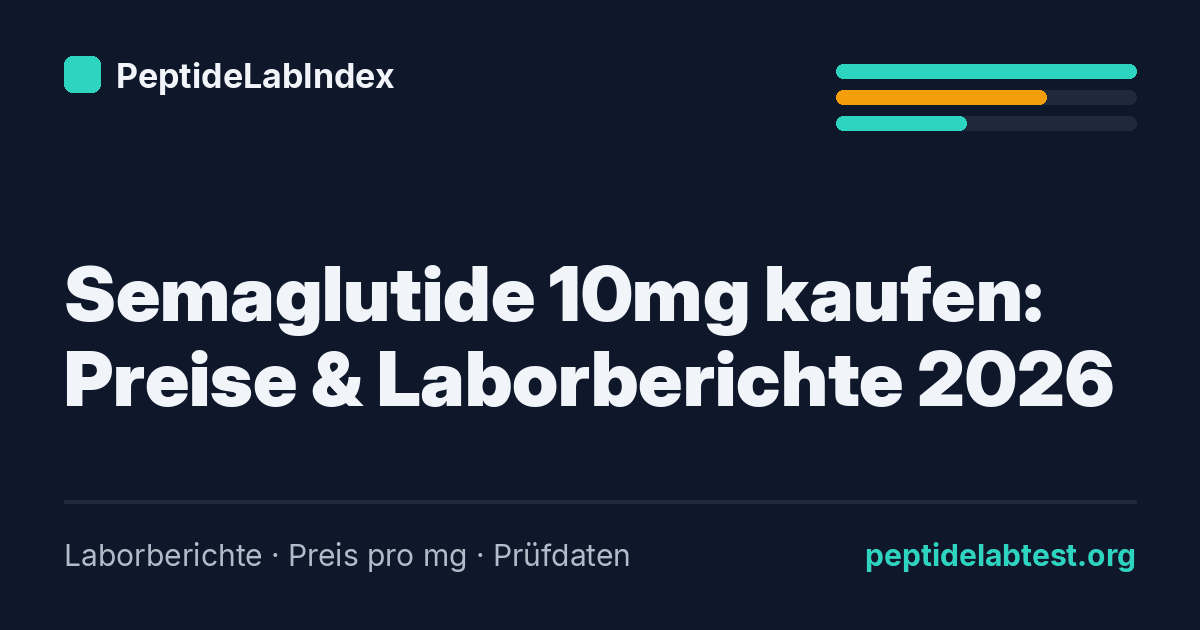 PeptideLabIndex
Semaglutide 10mg kaufen:
Preise & Laborberichte 2026
Laborberichte · Preis pro mg · Prüfdaten
peptidelabtest.org